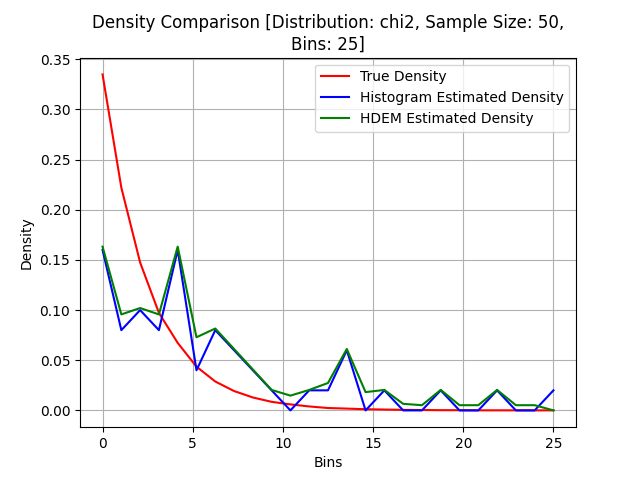 Density Comparison [Distribution: chi2, Sample Size: 50,
Bins: 25]
True Density
Histogram Estimated Density
HDEM Estimated Density
Density
0.35
0.30
0.25
0.20
0.15
0.10
0.05
0.00
0 5 10 15 20 25
Bins